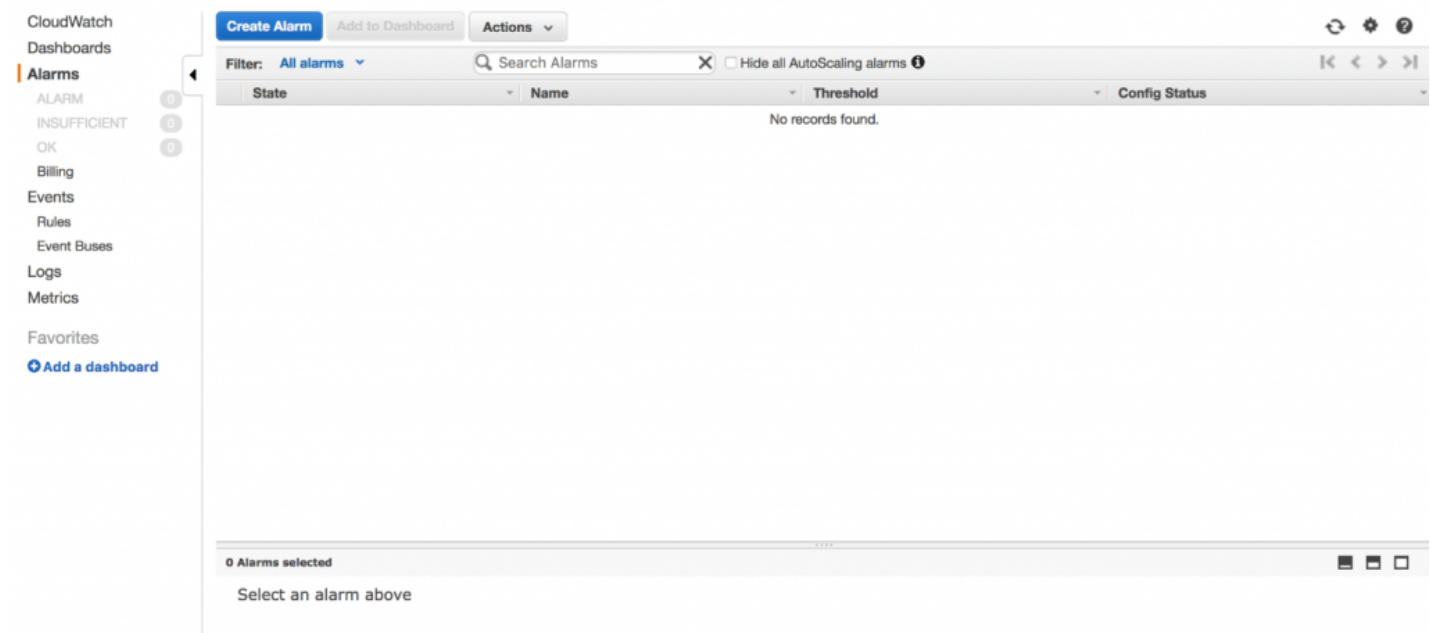 CloudWatch
Dashboards
Alarms
ALARM 0
INSUFFICIENT 0
OK 0
Billing
Events
Rules
Event Buses
Logs
Metrics
Favorites
Add a dashboard
Create Alarm Add to Dashboard Actions
Filter: All alarms Search Alarms Hide all AutoScaling alarms
State Name Threshold Config Status
No records found.
0 Alarms selected
Select an alarm above